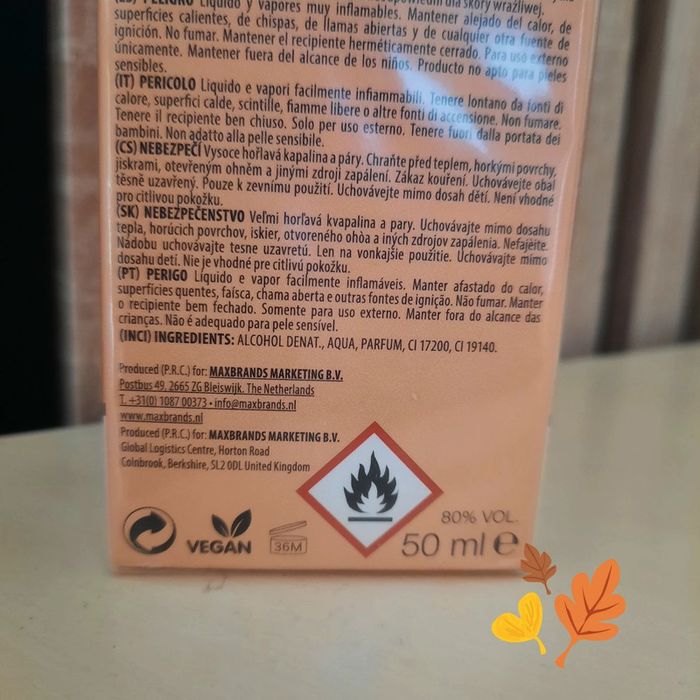 dla skóry wrażliwej.
(ES) PELIGRO Líquido y vapores muy inflamables. Mantener alejado del calor, de
superficies calientes, de chispas, de llamas abiertas y de cualquier otra fuente de
ignición. No fumar. Mantener el recipiente herméticamente cerrado. Para uso externo
únicamente. Mantener fuera del alcance de los niños. Producto no apto para pieles
sensibles.
(IT) PERICOLO Liquido e vapori facilmente infiammabili. Tenere lontano da fonti di
calore, superfici calde, scintille, fiamme libere o altre fonti di accensione. Non fumare.
Tenere il recipiente ben chiuso. Solo per uso esterno. Tenere fuori dalla portata dei
bambini. Non adatto alla pelle sensibile.
(CS) NEBEZPEČÍ Vysoce hořlavá kapalina a páry. Chraňte před teplem, horkými povrchy,
jiskrami, otevřeným ohněm a jinými zdroji zapálení. Zákaz kouření. Uchovávejte obal
těsně uzavřený. Pouze k zevnímu použití. Uchovávejte mimo dosah dětí. Není vhodné
pro citlivou pokožku.
(SK) NEBEZPEČENSTVO Veľmi horľavá kvapalina a pary. Uchovávajte mimo dosahu
tepla, horúcich povrchov, iskier, otvoreného ohòa a iných zdrojov zapálenia. Nefajèite.
Nádobu uchovávajte tesne uzavretú. Len na vonkajšie použitie. Uchovávajte mimo
dosahu detí. Nie je vhodné pre citlivú pokožku.
(PT) PERIGO Líquido e vapor facilmente inflamáveis. Manter afastado do calor,
superfícies quentes, faísca, chama aberta e outras fontes de ignição. Não fumar. Manter
o recipiente bem fechado. Somente para uso externo. Manter fora do alcance das
crianças. Não é adequado para pele sensível.
(INCI) INGREDIENTS: ALCOHOL DENAT., AQUA, PARFUM, CI 17200, CI 19140.
Produced (P.R.C.) for: MAXBRANDS MARKETING B.V.
Postbus 49, 2665 ZG Bleiswijk. The Netherlands
T. +31(0) 1087 00373 • info@maxbrands.nl
www.maxbrands.nl
Produced (P.R.C.) for: MAXBRANDS MARKETING B.V.
Global Logistics Centre, Horton Road
Coinbrook, Berkshire, SL2 0DL United Kingdom
VEGAN
36M
80% VOL.
50 ml e